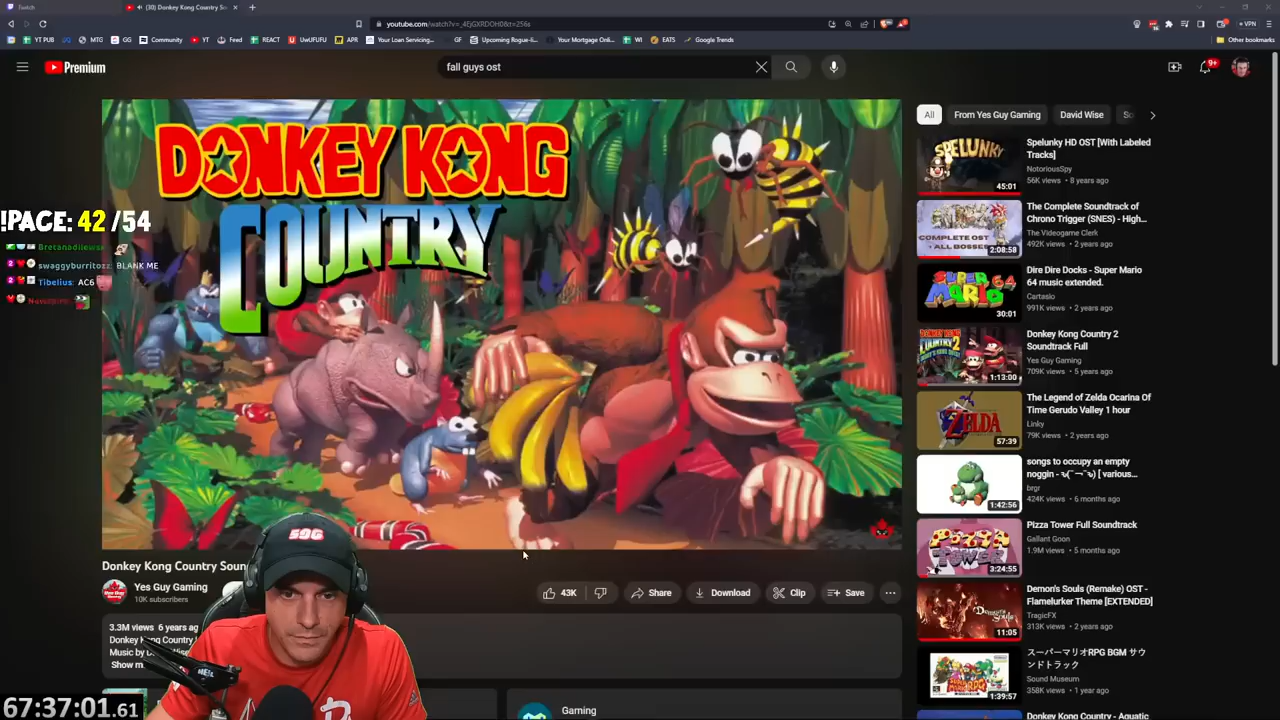 Twitch
(30) Donkey Kong Country S
youtube.com/watch?v=_4EjGXRDOH0&t=256s
VPN
YT PUB
MTG
GG
Community
YT
Feed
REACT
UwUFUFU
APR
Your Loan Servicing...
GF
Upcoming Rogue-li...
Your Mortgage Onli...
WI
EATS
Google Trends
Other bookmarks
Premium
fall guys ost
9+
DONKEY KONG
COUNTRY
!PACE: 42 /54
swaggyburritozz: BLANK ME
Tibelius: AC6
All
From Yes Guy Gaming
David Wise
SPELUNKY
45:01
Spelunky HD OST [With Labeled
Tracks]
NotoriousSpy
56K views • 8 years ago
COMPLETE OST
+ ALL BOSSES
2:08:58
The Complete Soundtrack of
Chrono Trigger (SNES) - High...
The Videogame Clerk
492K views • 2 years ago
SUPER
MARIO
64
30:01
Dire Dire Docks - Super Mario
64 music extended.
Cartasio
991K views • 2 years ago
1:13:00
Donkey Kong Country 2
Soundtrack Full
Yes Guy Gaming
709K views • 5 years ago
ZELDA
57:39
The Legend of Zelda Ocarina Of
Time Gerudo Valley 1 hour
Linky
79K views • 2 years ago
1:42:56
songs to occupy an empty
brgr
424K views • 6 months ago
PIZZA
TOWER
3:24:55
Pizza Tower Full Soundtrack
Gallant Goon
1.9M views • 5 months ago
11:05
Demon's Souls (Remake) OST -
Flamelurker Theme [EXTENDED]
TragicFX
313K views • 2 years ago
1:39:57
スーパーマリオRPG BGM サウ
ンドトラック
Sound Museum
358K views • 1 year ago
Donkey Kong Country - Aquatic
Donkey Kong Country Soun
Yes Guy Gaming
10K subscribers
43K
Share
Download
Clip
Save
3.3M views 6 years ag
Donkey Kong Country
Music by
Show m
596
Gaming
67:37:01.61